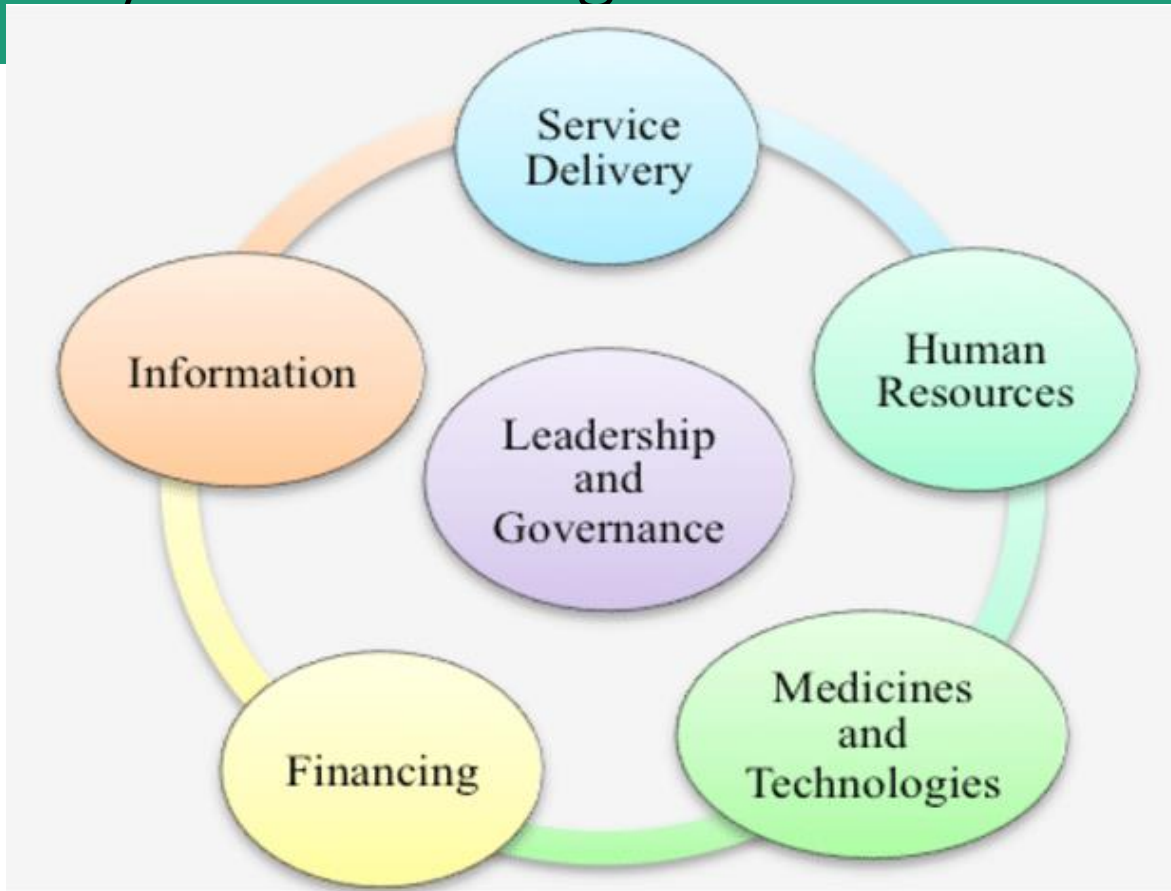 Service
Delivery
Human
Resources
Information
Leadership
and
Governance
Medicines
and
Technologies
Financing